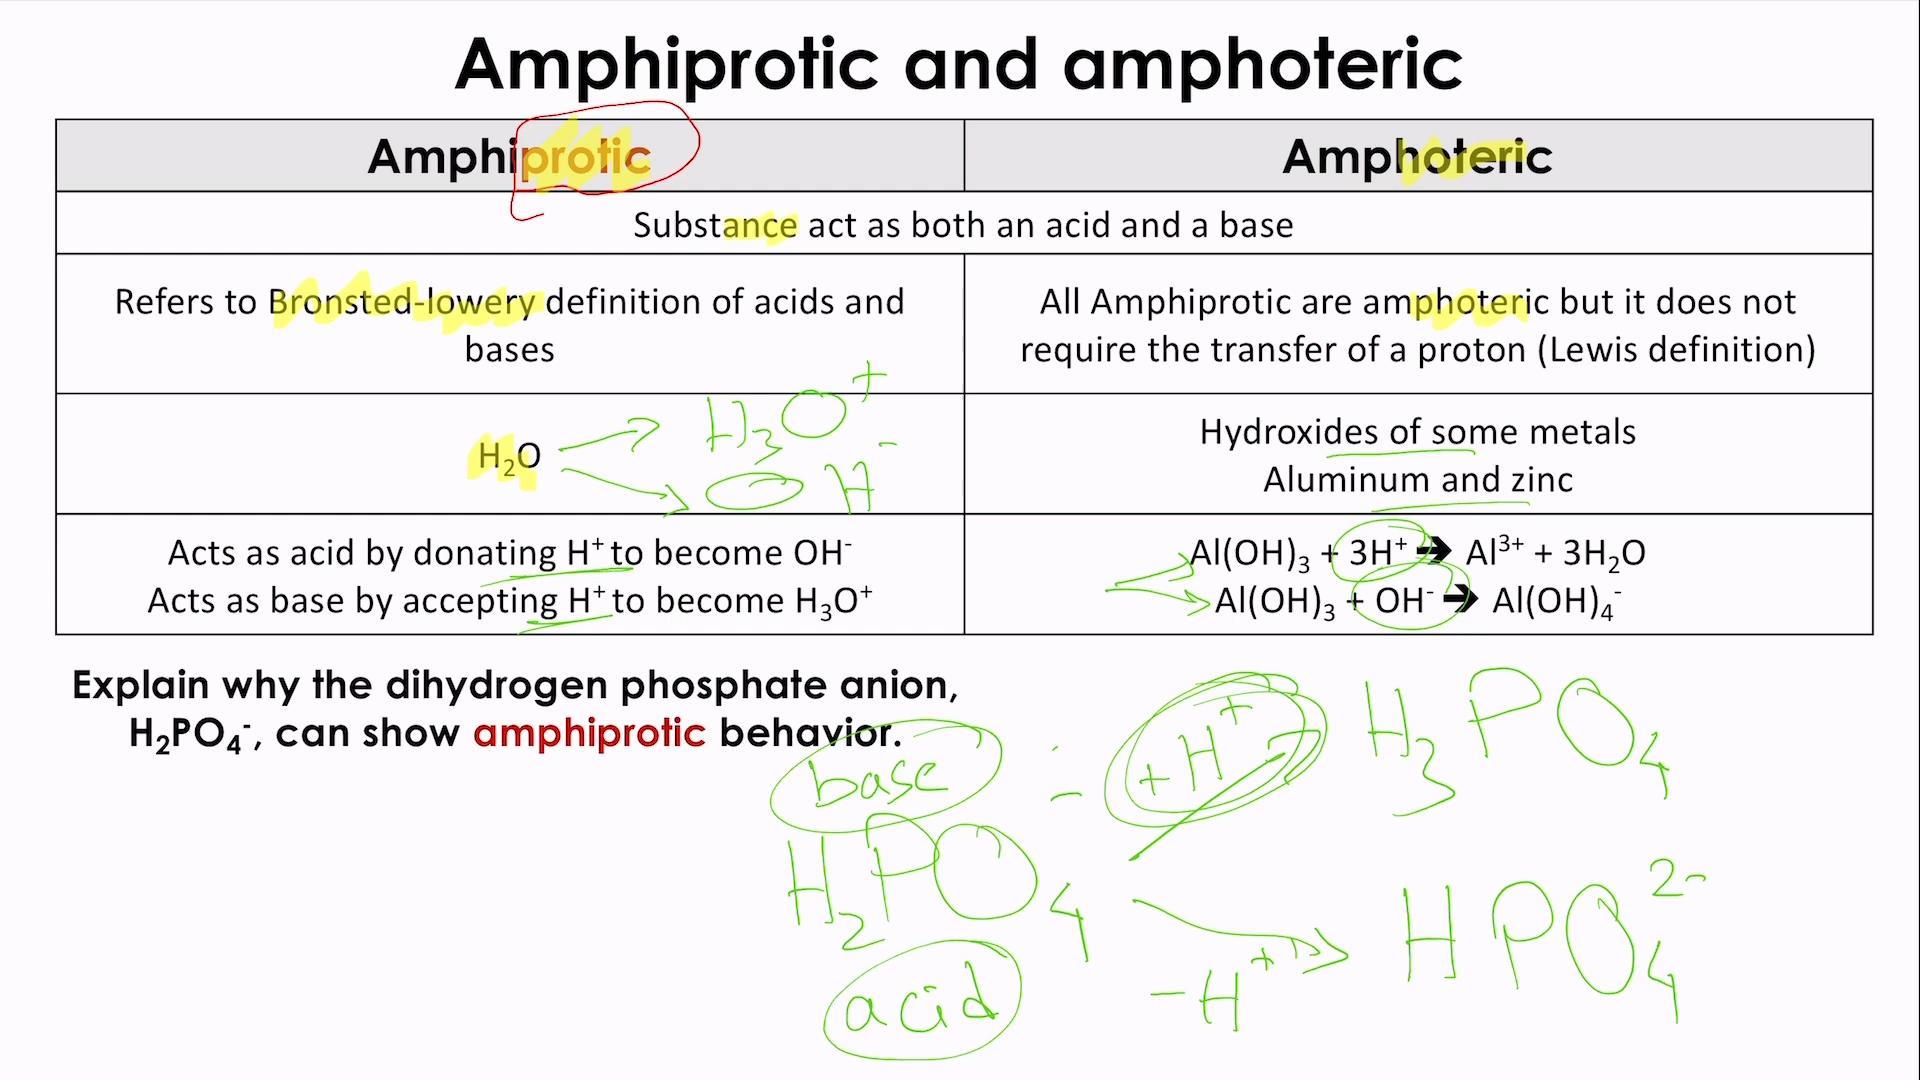 Amphiprotic and amphoteric
Amphiprotic
Amphoteric
Substance act as both an acid and a base
Refers to Bronsted-lowery definition of acids and
bases
All Amphiprotic are amphoteric but it does not
require the transfer of a proton (Lewis definition)
H₂O
H₃O⁺
OH⁻
Hydroxides of some metals
Aluminum and zinc
Acts as acid by donating H⁺ to become OH⁻
Acts as base by accepting H⁺ to become H₃O⁺
Al(OH)₃ + 3H⁺ ➔ Al³⁺ + 3H₂O
Al(OH)₃ + OH⁻ ➔ Al(OH)₄⁻
Explain why the dihydrogen phosphate anion,
H₂PO₄⁻, can show amphiprotic behavior.
base
+H⁺
H₃PO₄
H₂PO₄⁻
-H⁺
HPO₄²⁻
acid